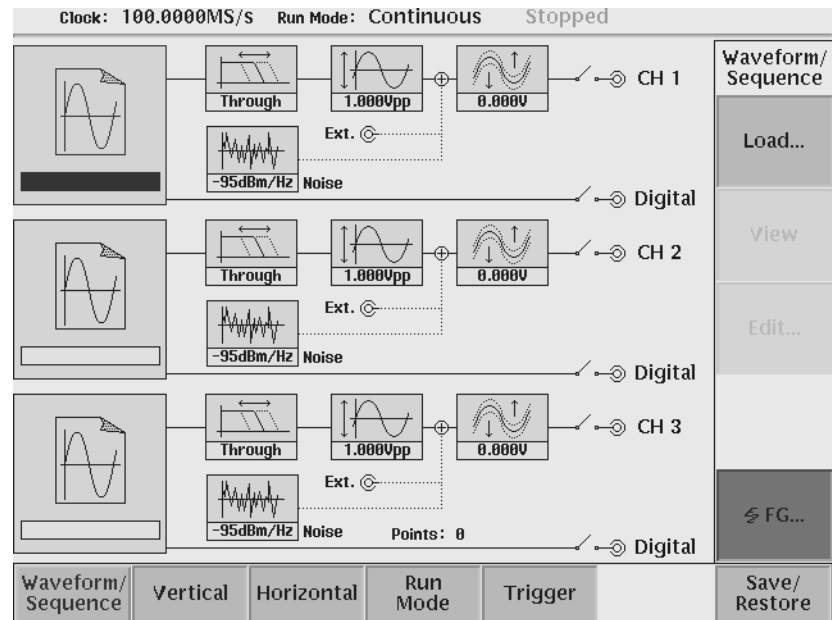 Clock: 100.0000MS/s Run Mode: Continuous Stopped
Waveform/
Sequence
Through
1.000Vpp
0.000V
CH 1
Ext.
-95dBm/Hz Noise
Digital
Load...
Through
1.000Vpp
0.000V
CH 2
Ext.
-95dBm/Hz Noise
Digital
View
Edit...
Through
1.000Vpp
0.000V
CH 3
Ext.
-95dBm/Hz Noise
Points: 0
Digital
FG...
Waveform/
Sequence
Vertical
Horizontal
Run
Mode
Trigger
Save/
Restore